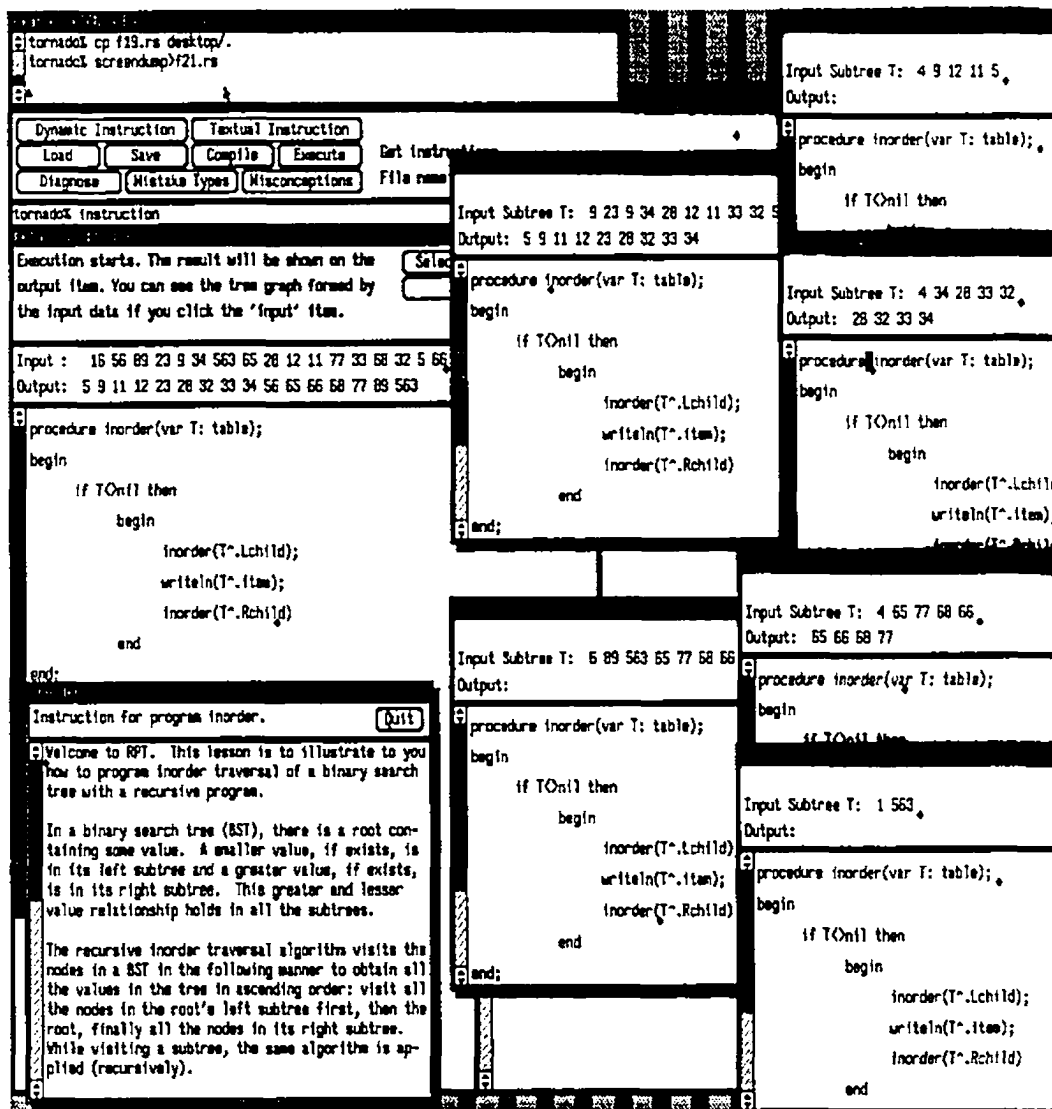 tornado% cp f19.rs desktop/.
tornado% screendump>f21.rs
Dynamic Instruction
Textual Instruction
Load
Save
Compile
Execute
Diagnose
Mistake Types
Misconceptions
Get instructions
File name
tornado% instruction
Execution starts. The result will be shown on the
output item. You can see the tree graph formed by
the input data if you click the 'input' item.
Selec
Input : 16 56 89 23 9 34 563 65 28 12 11 77 33 68 32 5 66
Output: 5 9 11 12 23 28 32 33 34 56 65 66 68 77 89 563
procedure inorder(var T: table);
begin
if T<>nil then
begin
inorder(T^.Lchild);
writeln(T^.item);
inorder(T^.Rchild)
end
end;
Instruction for program inorder.
Quit
Welcome to RPT. This lesson is to illustrate to you
how to program inorder traversal of a binary search
tree with a recursive program.
In a binary search tree (BST), there is a root con-
taining some value. A smaller value, if exists, is
in its left subtree and a greater value, if exists,
is in its right subtree. This greater and lesser
value relationship holds in all the subtrees.
The recursive inorder traversal algorithm visits the
nodes in a BST in the following manner to obtain all
the values in the tree in ascending order: visit all
the nodes in the root's left subtree first, then the
root, finally all the nodes in its right subtree.
While visiting a subtree, the same algorithm is ap-
plied (recursively).
Input Subtree T: 9 23 9 34 28 12 11 33 32 5
Output: 5 9 11 12 23 28 32 33 34
procedure inorder(var T: table);
begin
if T<>nil then
begin
inorder(T^.Lchild);
writeln(T^.item);
inorder(T^.Rchild)
end
end;
Input Subtree T: 6 89 563 65 77 68 66
Output:
procedure inorder(var T: table);
begin
if T<>nil then
begin
inorder(T^.Lchild)
writeln(T^.item);
inorder(T^.Rchild)
end
end;
Input Subtree T: 4 9 12 11 5
Output:
procedure inorder(var T: table);
begin
if T<>nil then
Input Subtree T: 4 34 28 33 32
Output: 28 32 33 34
procedure inorder(var T: table);
begin
if T<>nil then
begin
inorder(T^.Lchil
writeln(T^.item)
inorder(T^.Rchil
Input Subtree T: 4 65 77 68 66
Output: 65 66 68 77
procedure inorder(var T: table);
begin
if T<>nil then
Input Subtree T: 1 563
Output:
procedure inorder(var T: table);
begin
if T<>nil then
begin
inorder(T^.Lchild);
writeln(T^.item);
inorder(T^.Rchild)
end